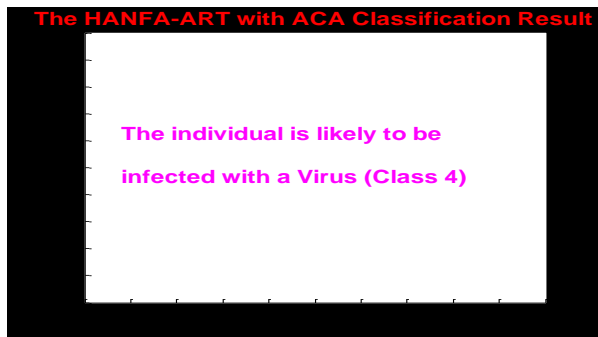 The HANFA-ART with ACA Classification Result
The individual is likely to be
infected with a Virus (Class 4)